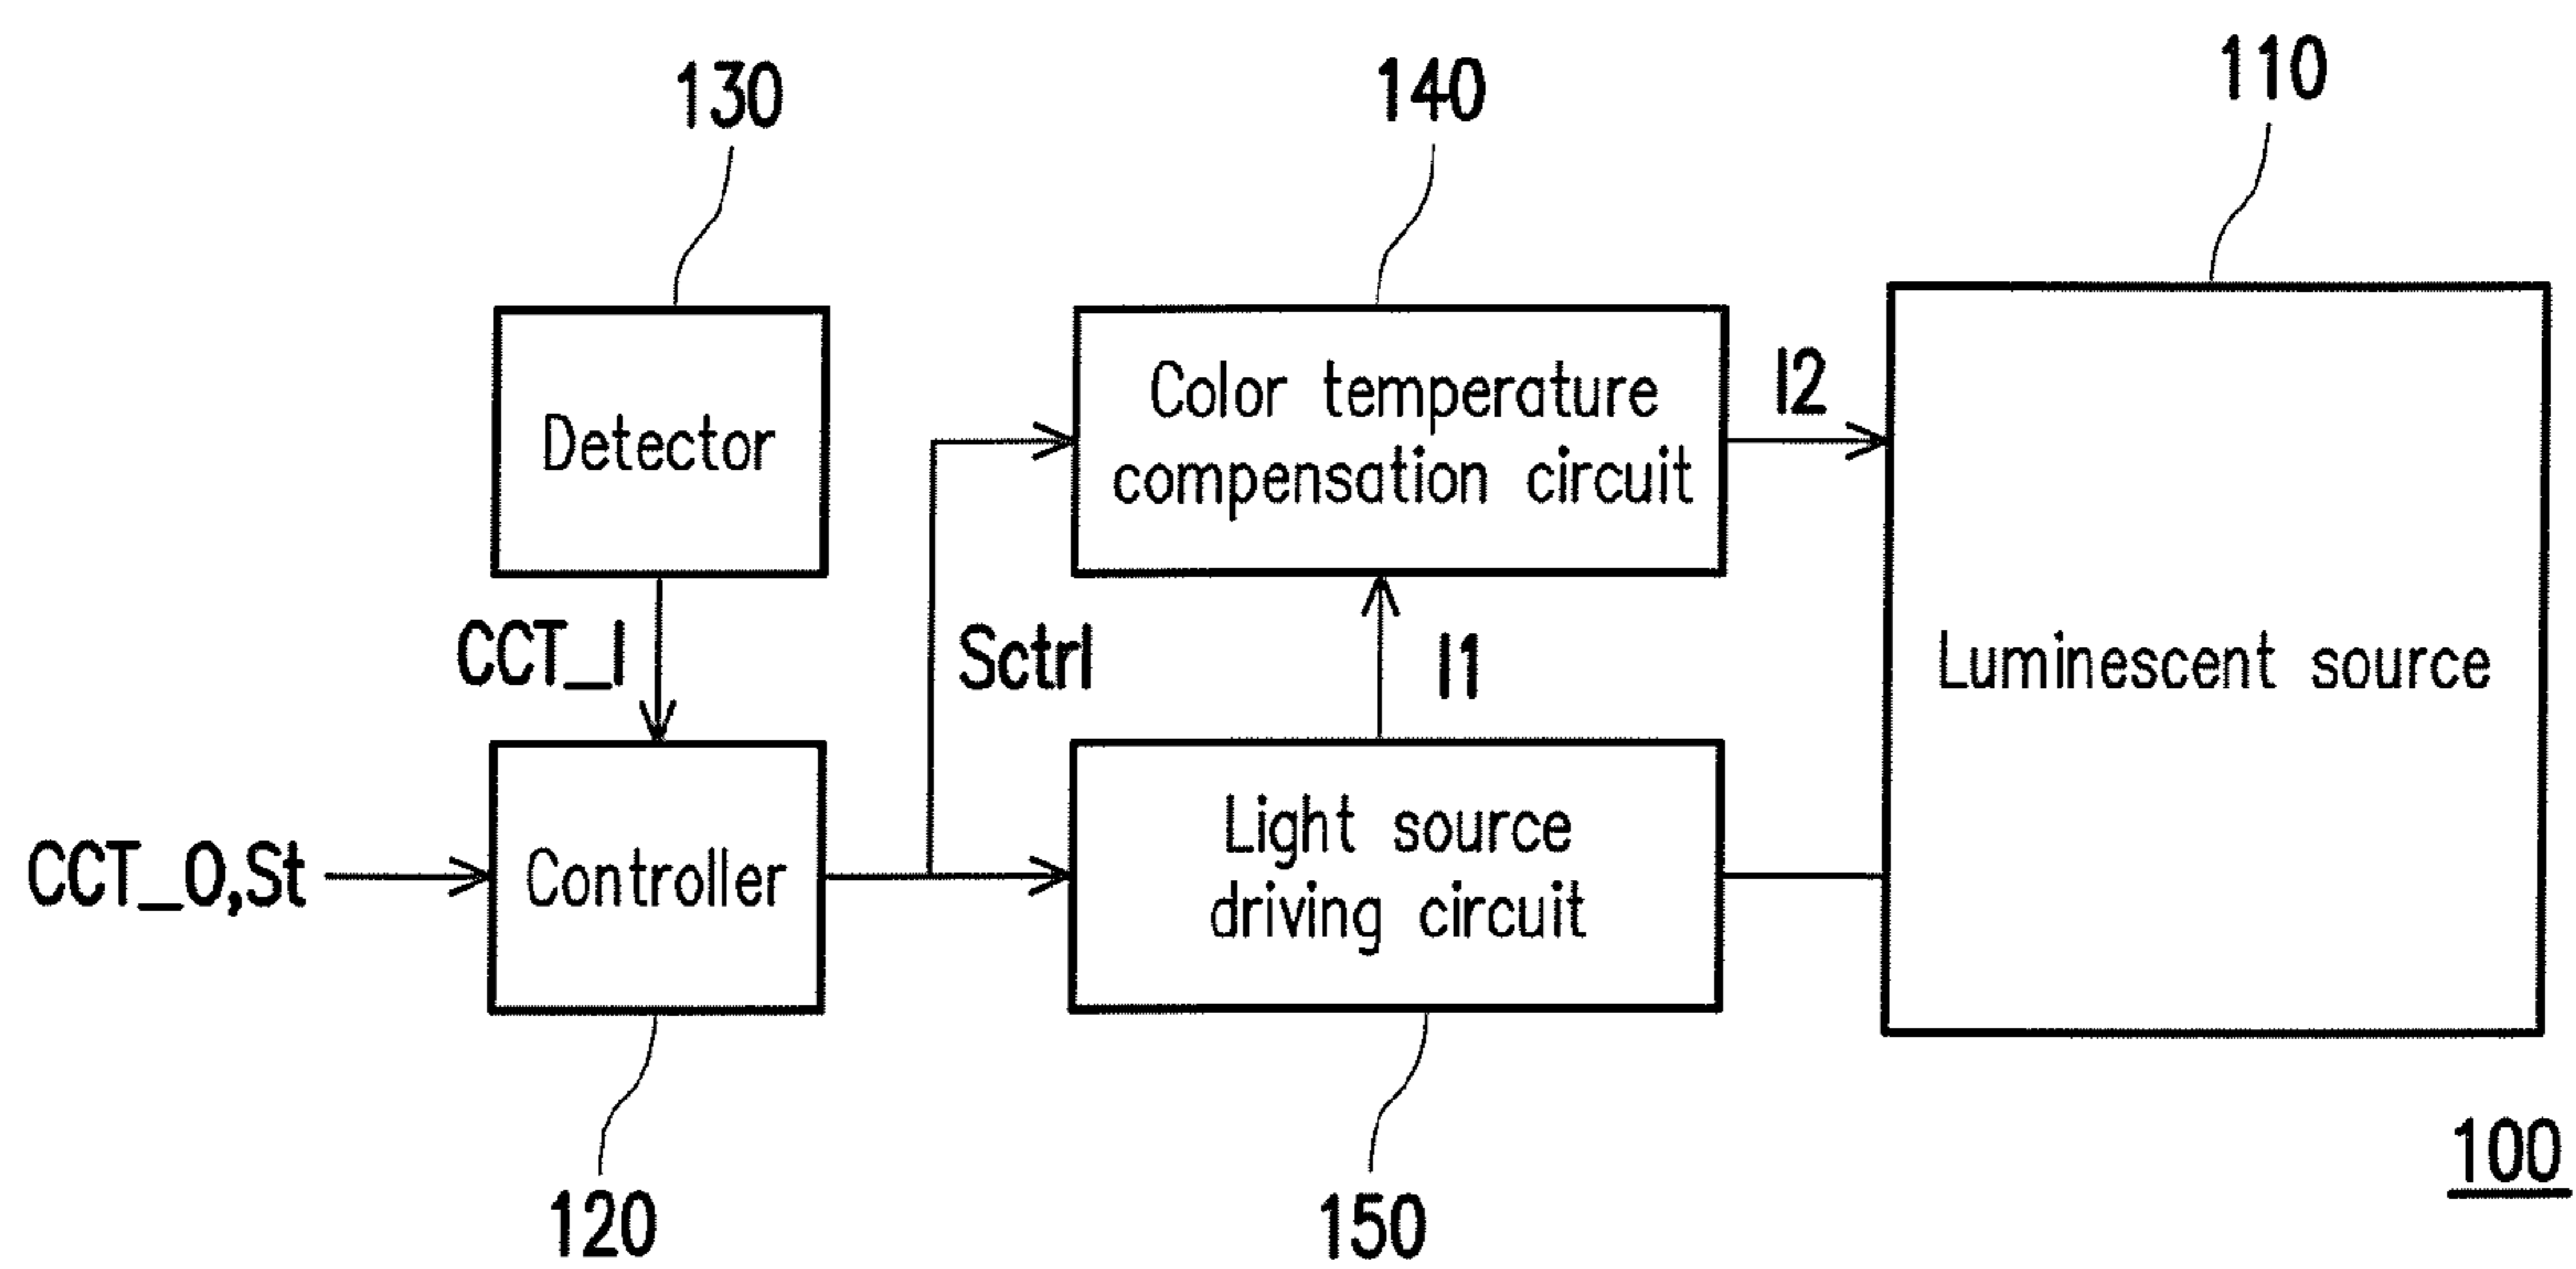 130
140
110
Detector
Color temperature
compensation circuit
I2
Luminescent source
CCT_I
Sctrl
I1
CCT_O,St
Controller
Light source
driving circuit
120
150
100